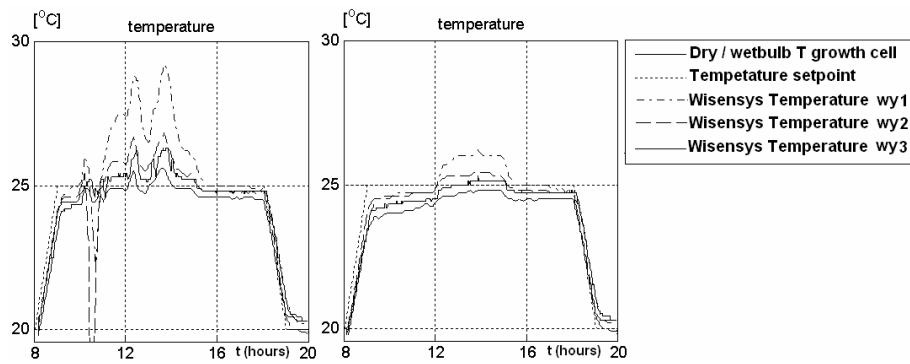 [°C]
temperature
30
25
20
8
12
16
t (hours)
20
[°C]
temperature
30
25
20
8
12
16
t (hours)
20
Dry / wetbulb T growth cell
Tempetature setpoint
Wisensys Temperature wy1
Wisensys Temperature wy2
Wisensys Temperature wy3